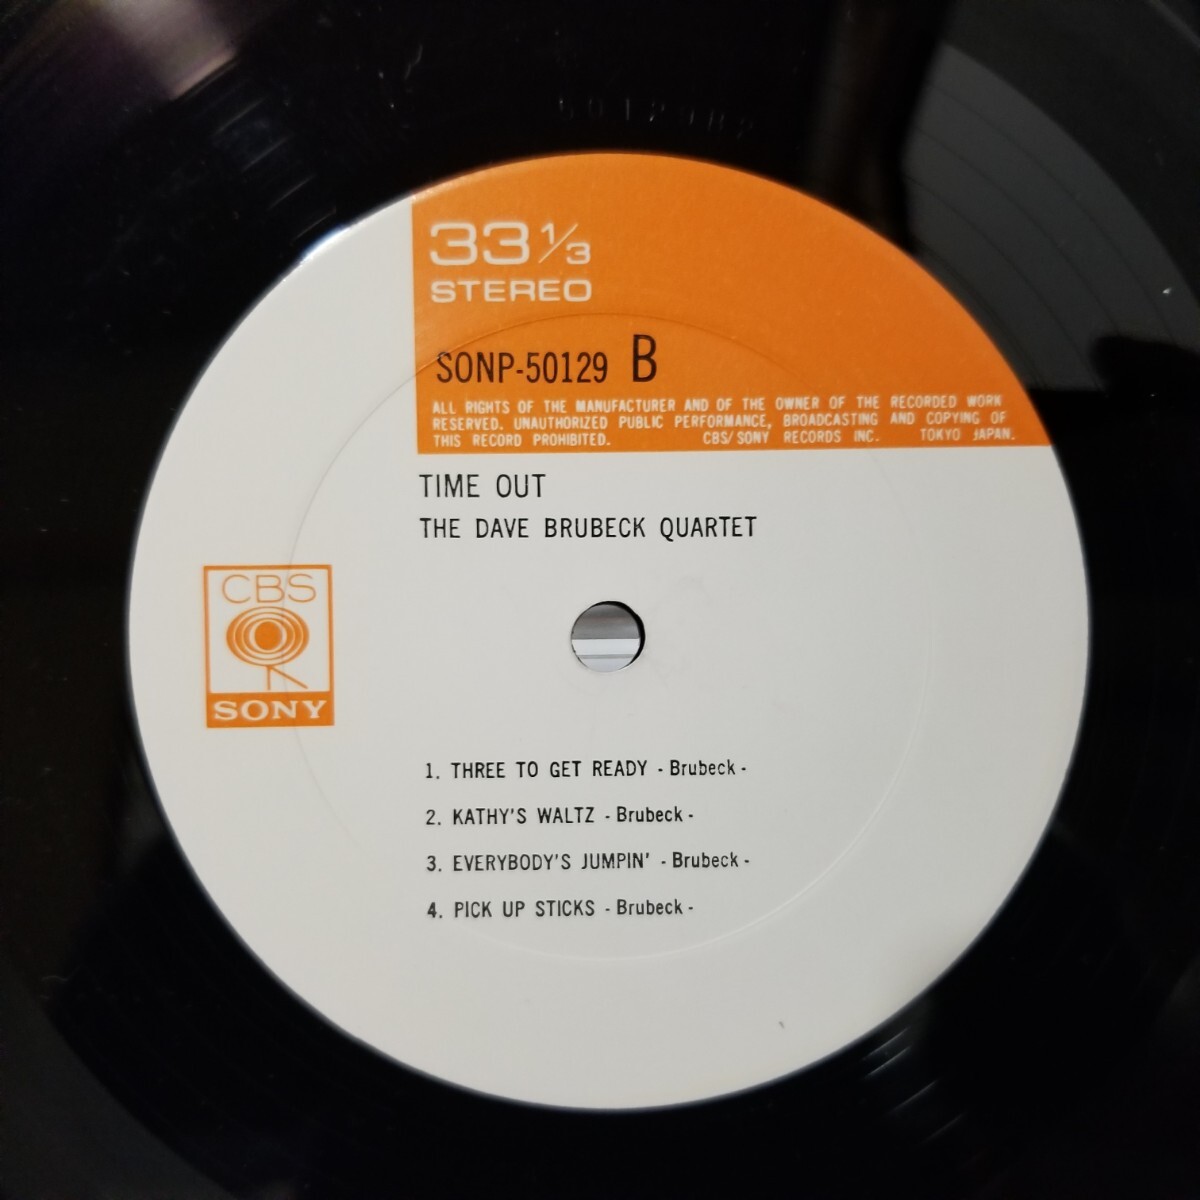 33 1/3
STEREO
SONP-50129 B
ALL RIGHTS OF THE MANUFACTURER AND OF THE OWNER OF THE RECORDED WORK
RESERVED. UNAUTHORIZED PUBLIC PERFORMANCE, BROADCASTING AND COPYING OF
THIS RECORD PROHIBITED. CBS/SONY RECORDS INC. TOKYO JAPAN.
TIME OUT
THE DAVE BRUBECK QUARTET
CBS
SONY
1. THREE TO GET READY - Brubeck -
2. KATHY'S WALTZ - Brubeck -
3. EVERYBODY'S JUMPIN' - Brubeck -
4. PICK UP STICKS - Brubeck -